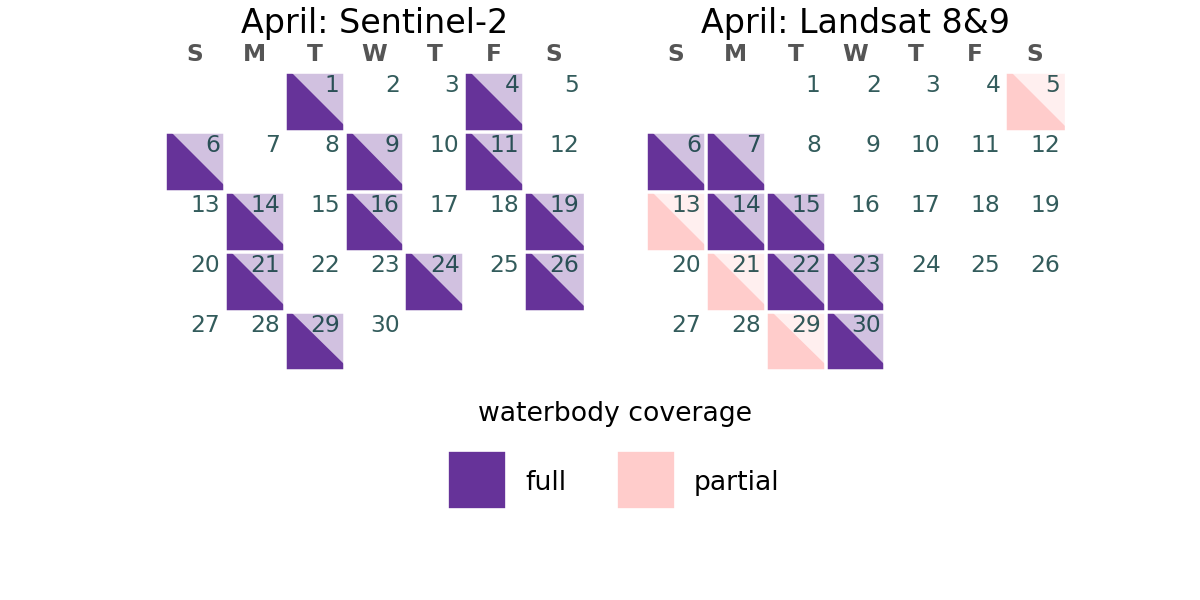 April: Sentinel-2
S M T W T F S
1 2 3 4 5
6 7 8 9 10 11 12
13 14 15 16 17 18 19
20 21 22 23 24 25 26
27 28 29 30
April: Landsat 8&9
S M T W T F S
1 2 3 4 5
6 7 8 9 10 11 12
13 14 15 16 17 18 19
20 21 22 23 24 25 26
27 28 29 30
waterbody coverage
full partial